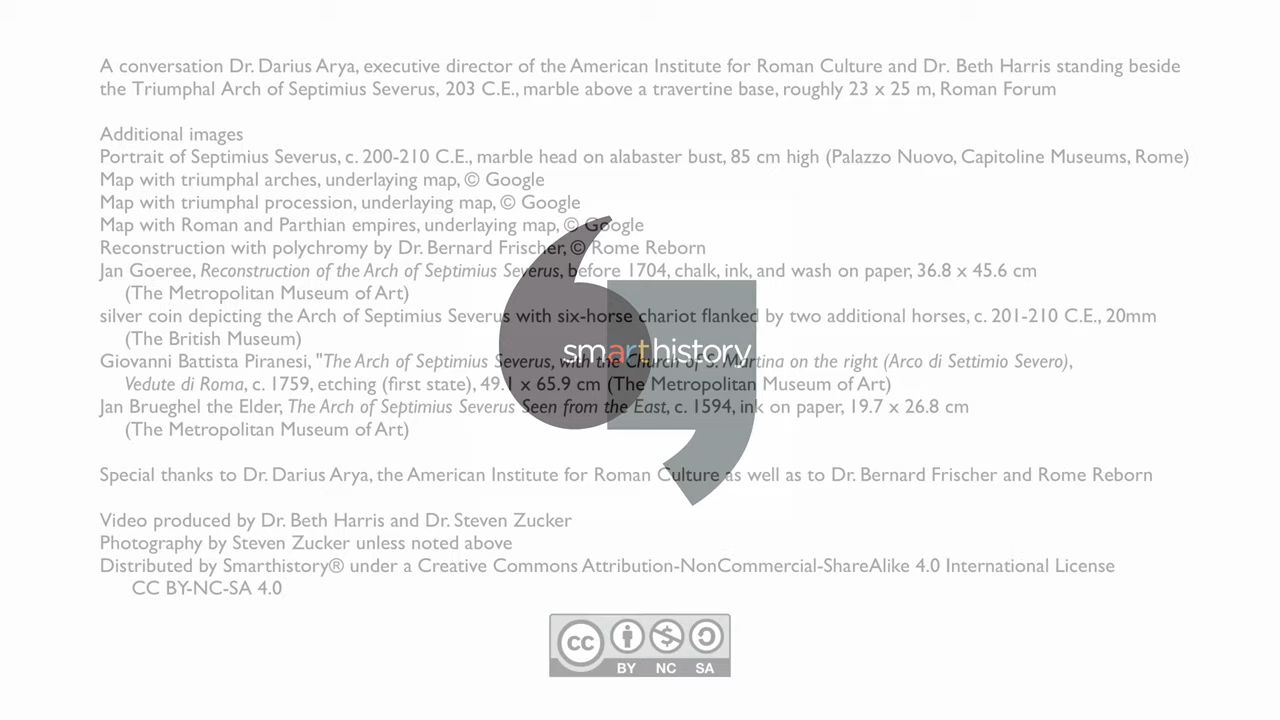 A conversation Dr. Darius Arya, executive director of the American Institute for Roman Culture and Dr. Beth Harris standing beside
the Triumphal Arch of Septimius Severus, 203 C.E., marble above a travertine base, roughly 23 x 25 m, Roman Forum
Additional images
Portrait of Septimius Severus, c. 200-210 C.E., marble head on alabaster bust, 85 cm high (Palazzo Nuovo, Capitoline Museums, Rome)
Map with triumphal arches, underlaying map, © Google
Map with triumphal procession, underlaying map, © Google
Map with Roman and Parthian empires, underlaying map, © Google
Reconstruction with polychromy by Dr. Bernard Frischer, © Rome Reborn
Jan Goeree, Reconstruction of the Arch of Septimius Severus, before 1704, chalk, ink, and wash on paper, 36.8 x 45.6 cm
(The Metropolitan Museum of Art)
silver coin depicting the Arch of Septimius Severus with six-horse chariot flanked by two additional horses, c. 201-210 C.E., 20mm
(The British Museum)
smarthistory
Giovanni Battista Piranesi, "The Arch of Septimius Severus, with the Church of S. Martina on the right (Arco di Settimio Severo),
Vedute di Roma, c. 1759, etching (first state), 49.1 x 65.9 cm (The Metropolitan Museum of Art)
Jan Brueghel the Elder, The Arch of Septimius Severus Seen from the East, c. 1594, ink on paper, 19.7 x 26.8 cm
(The Metropolitan Museum of Art)
Special thanks to Dr. Darius Arya, the American Institute for Roman Culture as well as to Dr. Bernard Frischer and Rome Reborn
Video produced by Dr. Beth Harris and Dr. Steven Zucker
Photography by Steven Zucker unless noted above
Distributed by Smarthistory® under a Creative Commons Attribution-NonCommercial-ShareAlike 4.0 International License
CC BY-NC-SA 4.0
cc
BY NC SA